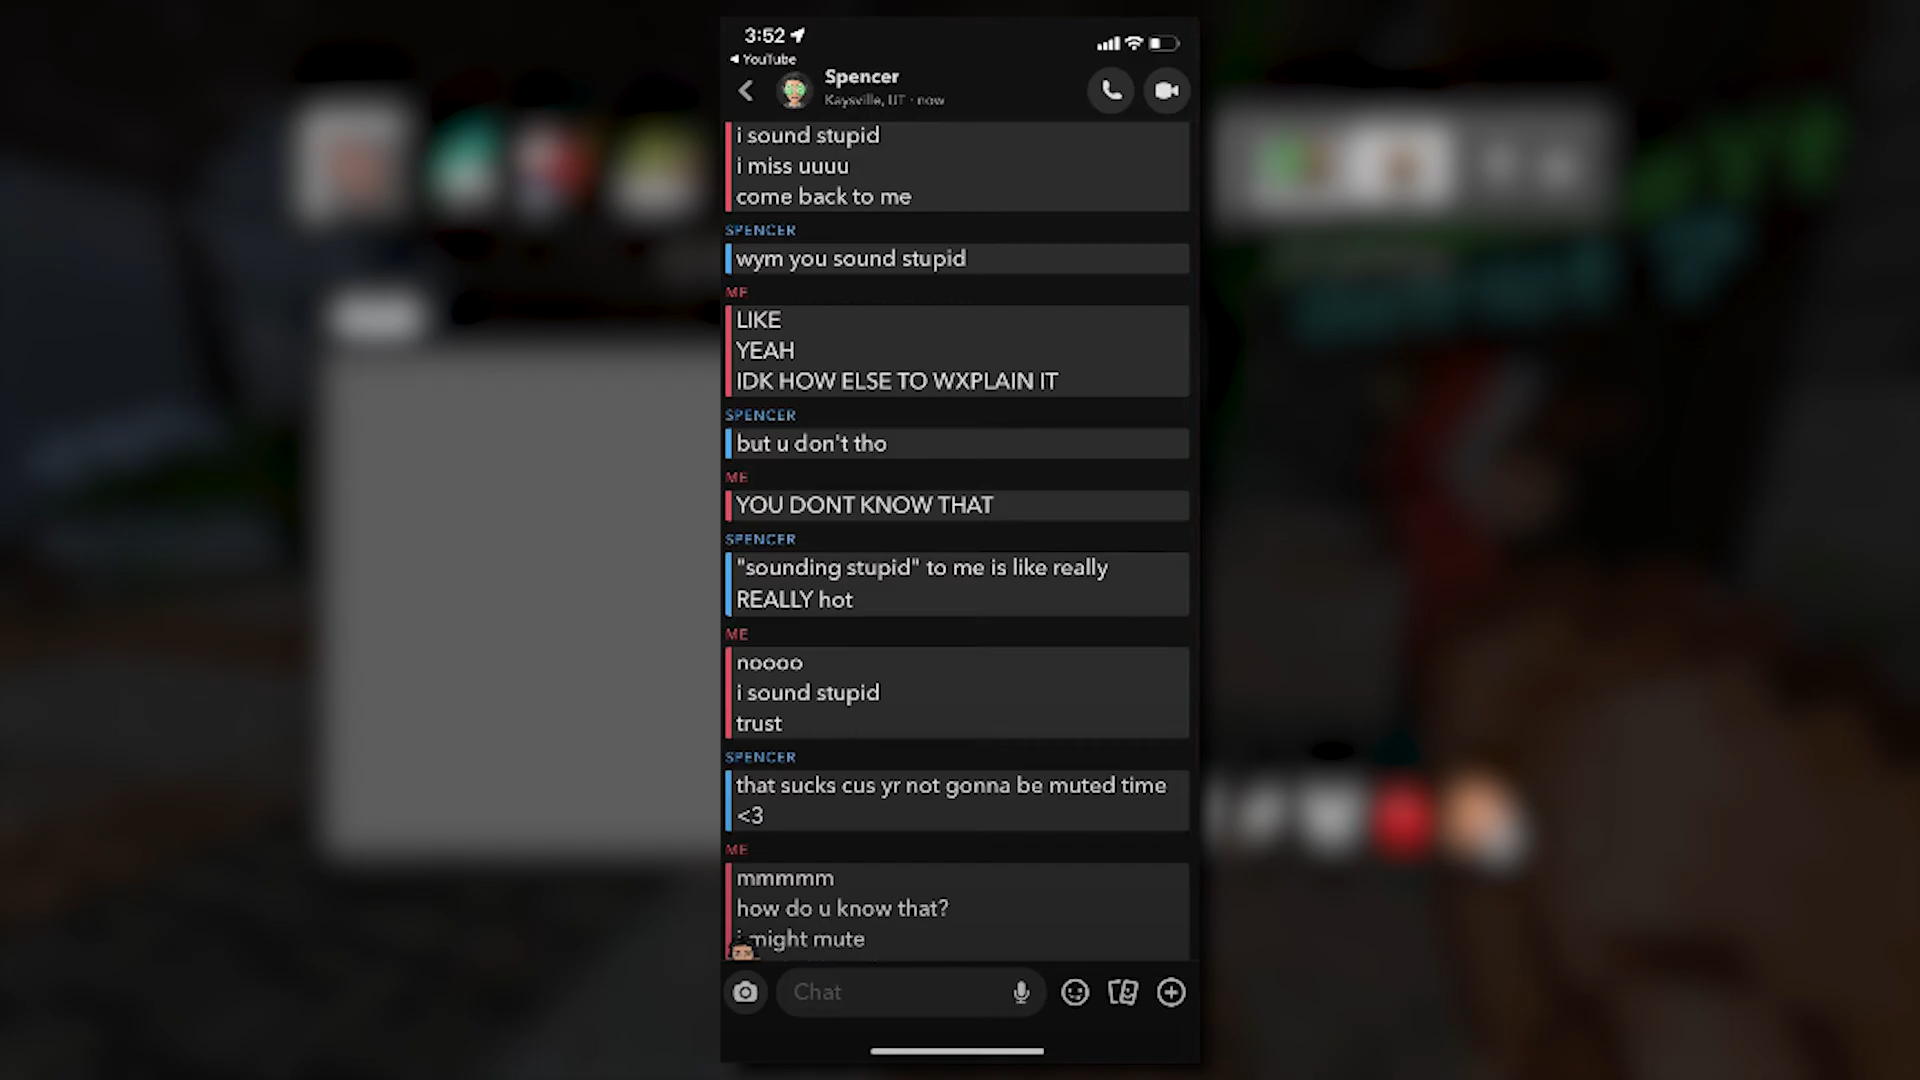 3:52
YouTube
Spencer
Kaysville, UT · now
i sound stupid
i miss uuuu
come back to me
SPENCER
wym you sound stupid
ME
LIKE
YEAH
IDK HOW ELSE TO WXPLAIN IT
SPENCER
but u don't tho
ME
YOU DONT KNOW THAT
SPENCER
"sounding stupid" to me is like really
REALLY hot
ME
noooo
i sound stupid
trust
SPENCER
that sucks cus yr not gonna be muted time
<3
ME
mmmmm
how do u know that?
i might mute
Chat